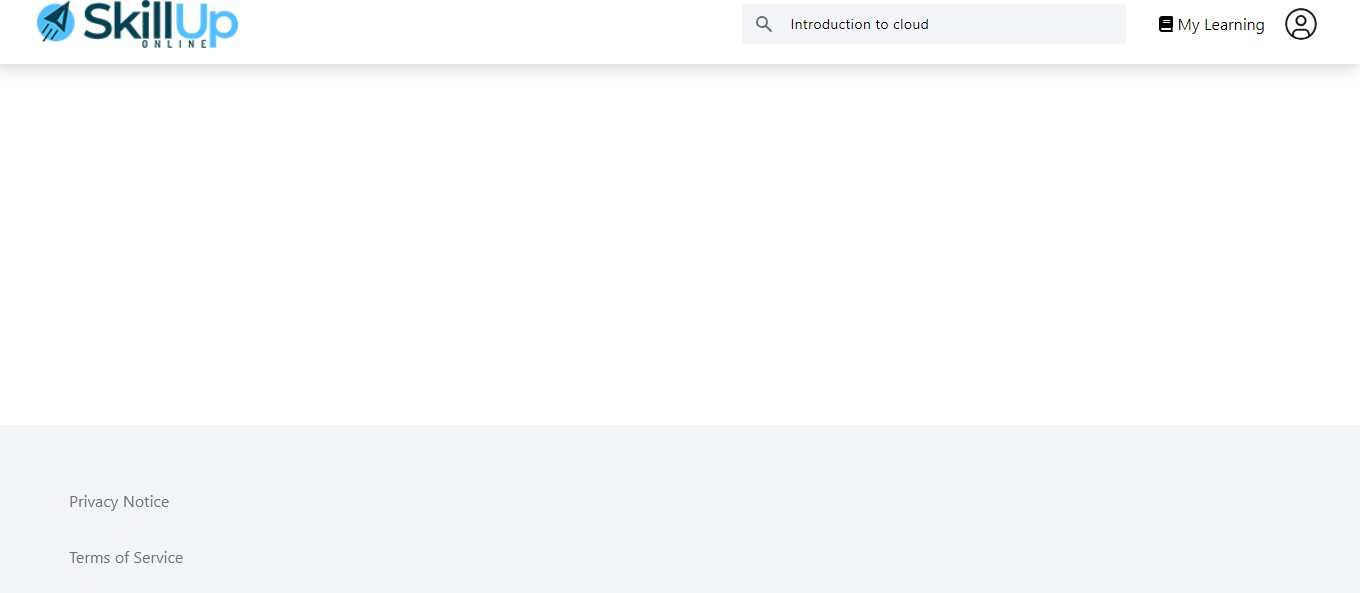 SkillUp
ONLINE
Introduction to cloud
My Learning
Privacy Notice
Terms of Service